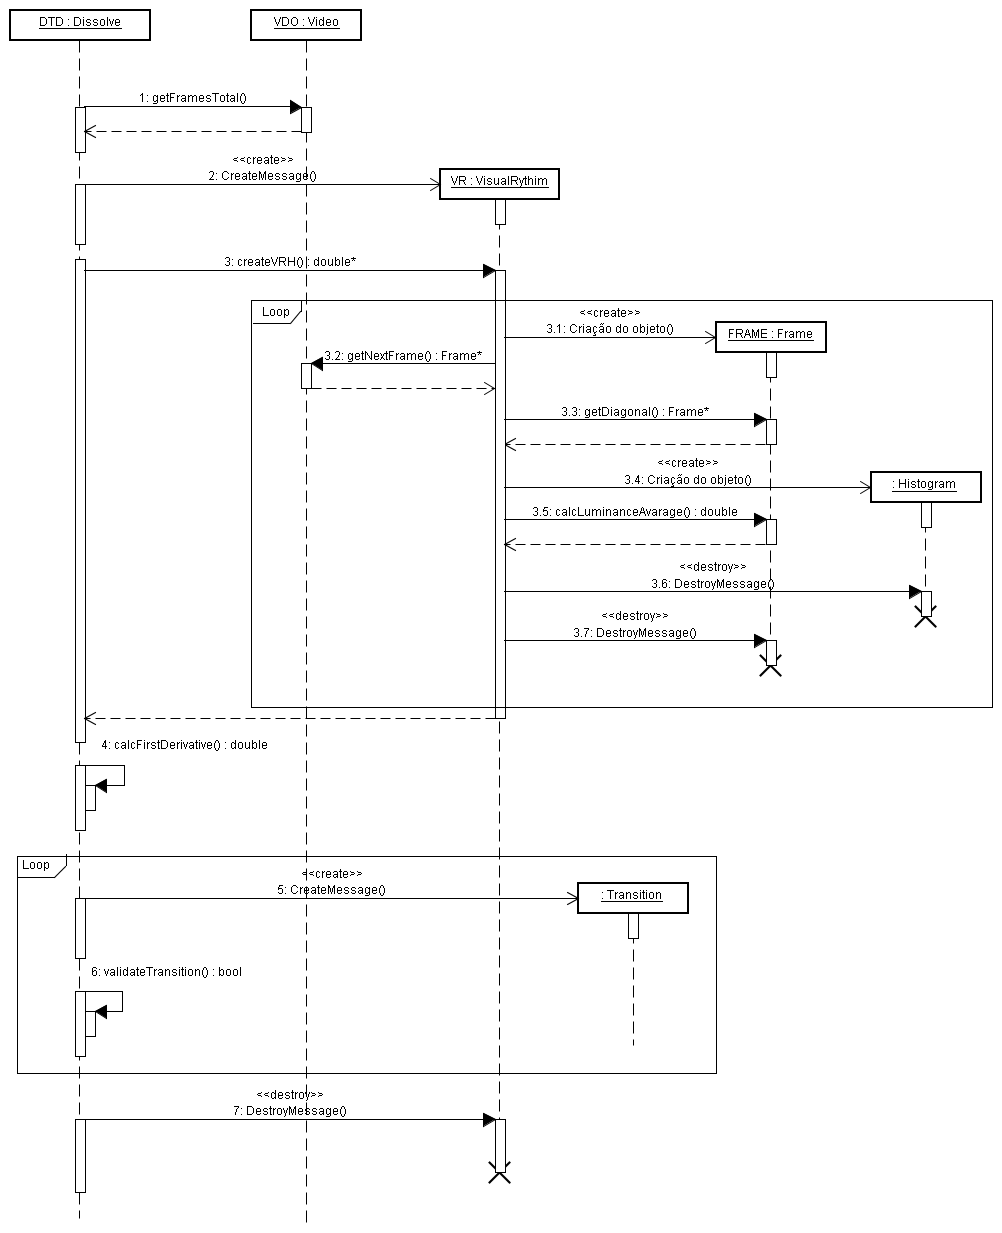 DTD : Dissolve
VDO : Video
1: getFramesTotal()
<<create>>
2: CreateMessage()
VR : VisualRythim
3: createVRH() : double*
Loop
<<create>>
3.1: Criação do objeto()
FRAME : Frame
3.2: getNextFrame() : Frame*
3.3: getDiagonal() : Frame*
<<create>>
3.4: Criação do objeto()
: Histogram
3.5: calcLuminanceAvarage() : double
<<destroy>>
3.6: DestroyMessage()
<<destroy>>
3.7: DestroyMessage()
4: calcFirstDerivative() : double
Loop
<<create>>
5: CreateMessage()
: Transition
6: validateTransition() : bool
<<destroy>>
7: DestroyMessage()